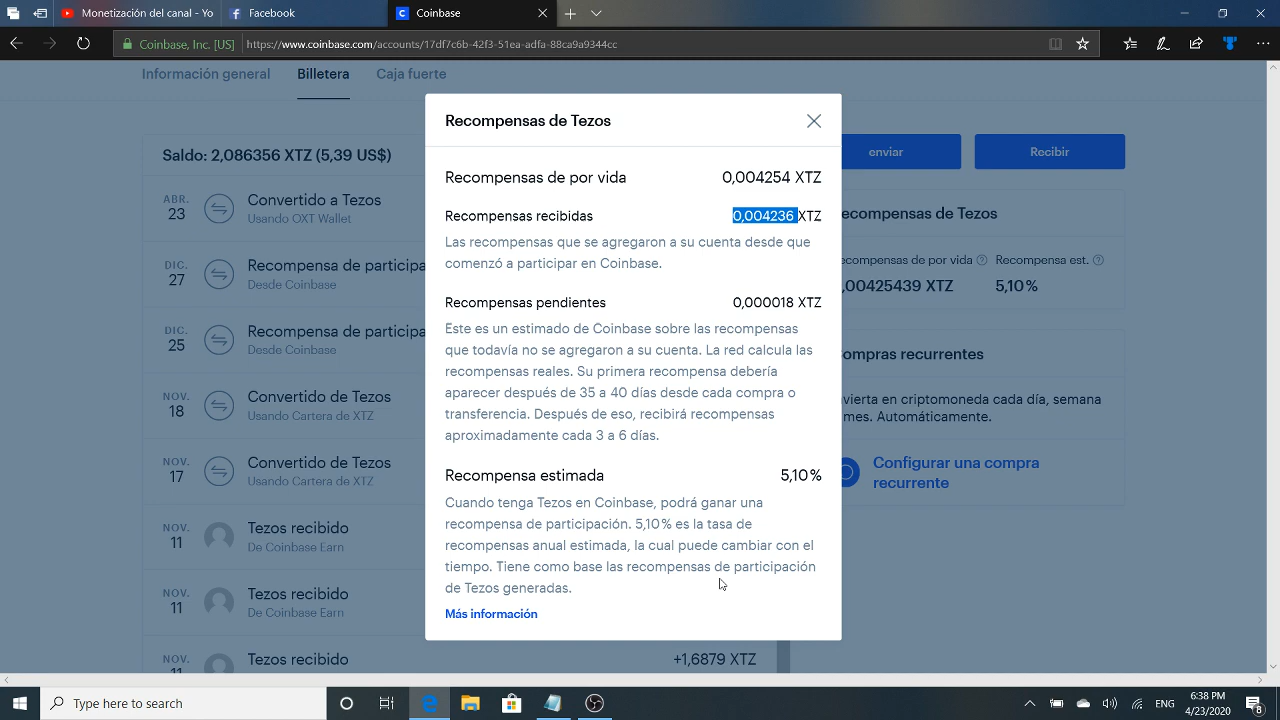 Monetización del canal - Yo
Facebook
Coinbase
Coinbase, Inc. [US]
https://www.coinbase.com/accounts/17df7c6b-42f3-51ea-adfa-88ca9a9344cc
Información general
Billetera
Caja fuerte
Saldo: 2,086356 XTZ (5,39 US$)
ABR.
23
Convertido a Tezos
Usando OXT Wallet
DIC.
27
Recompensa de participa
Desde Coinbase
DIC.
25
Recompensa de participa
Desde Coinbase
NOV.
18
Convertido de Tezos
Usando Cartera de XTZ
NOV.
17
Convertido de Tezos
Usando Cartera de XTZ
NOV.
11
Tezos recibido
De Coinbase Earn
NOV.
11
Tezos recibido
De Coinbase Earn
NOV.
11
Tezos recibido
+1,6879 XTZ
Recompensas de Tezos
Recompensas de por vida 0,004254 XTZ
Recompensas recibidas 0,004236 XTZ
Las recompensas que se agregaron a su cuenta desde que
comenzó a participar en Coinbase.
Recompensas pendientes 0,000018 XTZ
Este es un estimado de Coinbase sobre las recompensas
que todavía no se agregaron a su cuenta. La red calcula las
recompensas reales. Su primera recompensa debería
aparecer después de 35 a 40 días desde cada compra o
transferencia. Después de eso, recibirá recompensas
aproximadamente cada 3 a 6 días.
Recompensa estimada 5,10%
Cuando tenga Tezos en Coinbase, podrá ganar una
recompensa de participación. 5,10% es la tasa de
recompensas anual estimada, la cual puede cambiar con el
tiempo. Tiene como base las recompensas de participación
de Tezos generadas.
Más información
enviar
Recibir
ecompensas de Tezos
ecompensas de por vida
Recompensa est.
,00425439 XTZ
5,10%
ompras recurrentes
vierta en criptomoneda cada día, semana
mes. Automáticamente.
Configurar una compra
recurrente
Type here to search
ENG
6:38 PM
4/23/2020
8